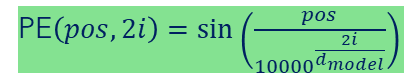 PE(pos, 2i) = sin(pos / 10000^(2i / d_model))